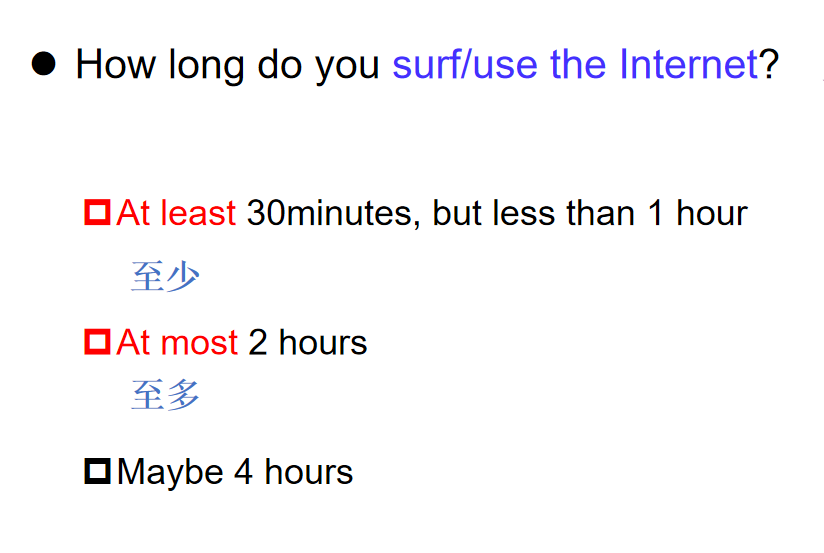 ● How long do you surf/use the Internet?
At least 30minutes, but less than 1 hour
至少
At most 2 hours
至多
Maybe 4 hours